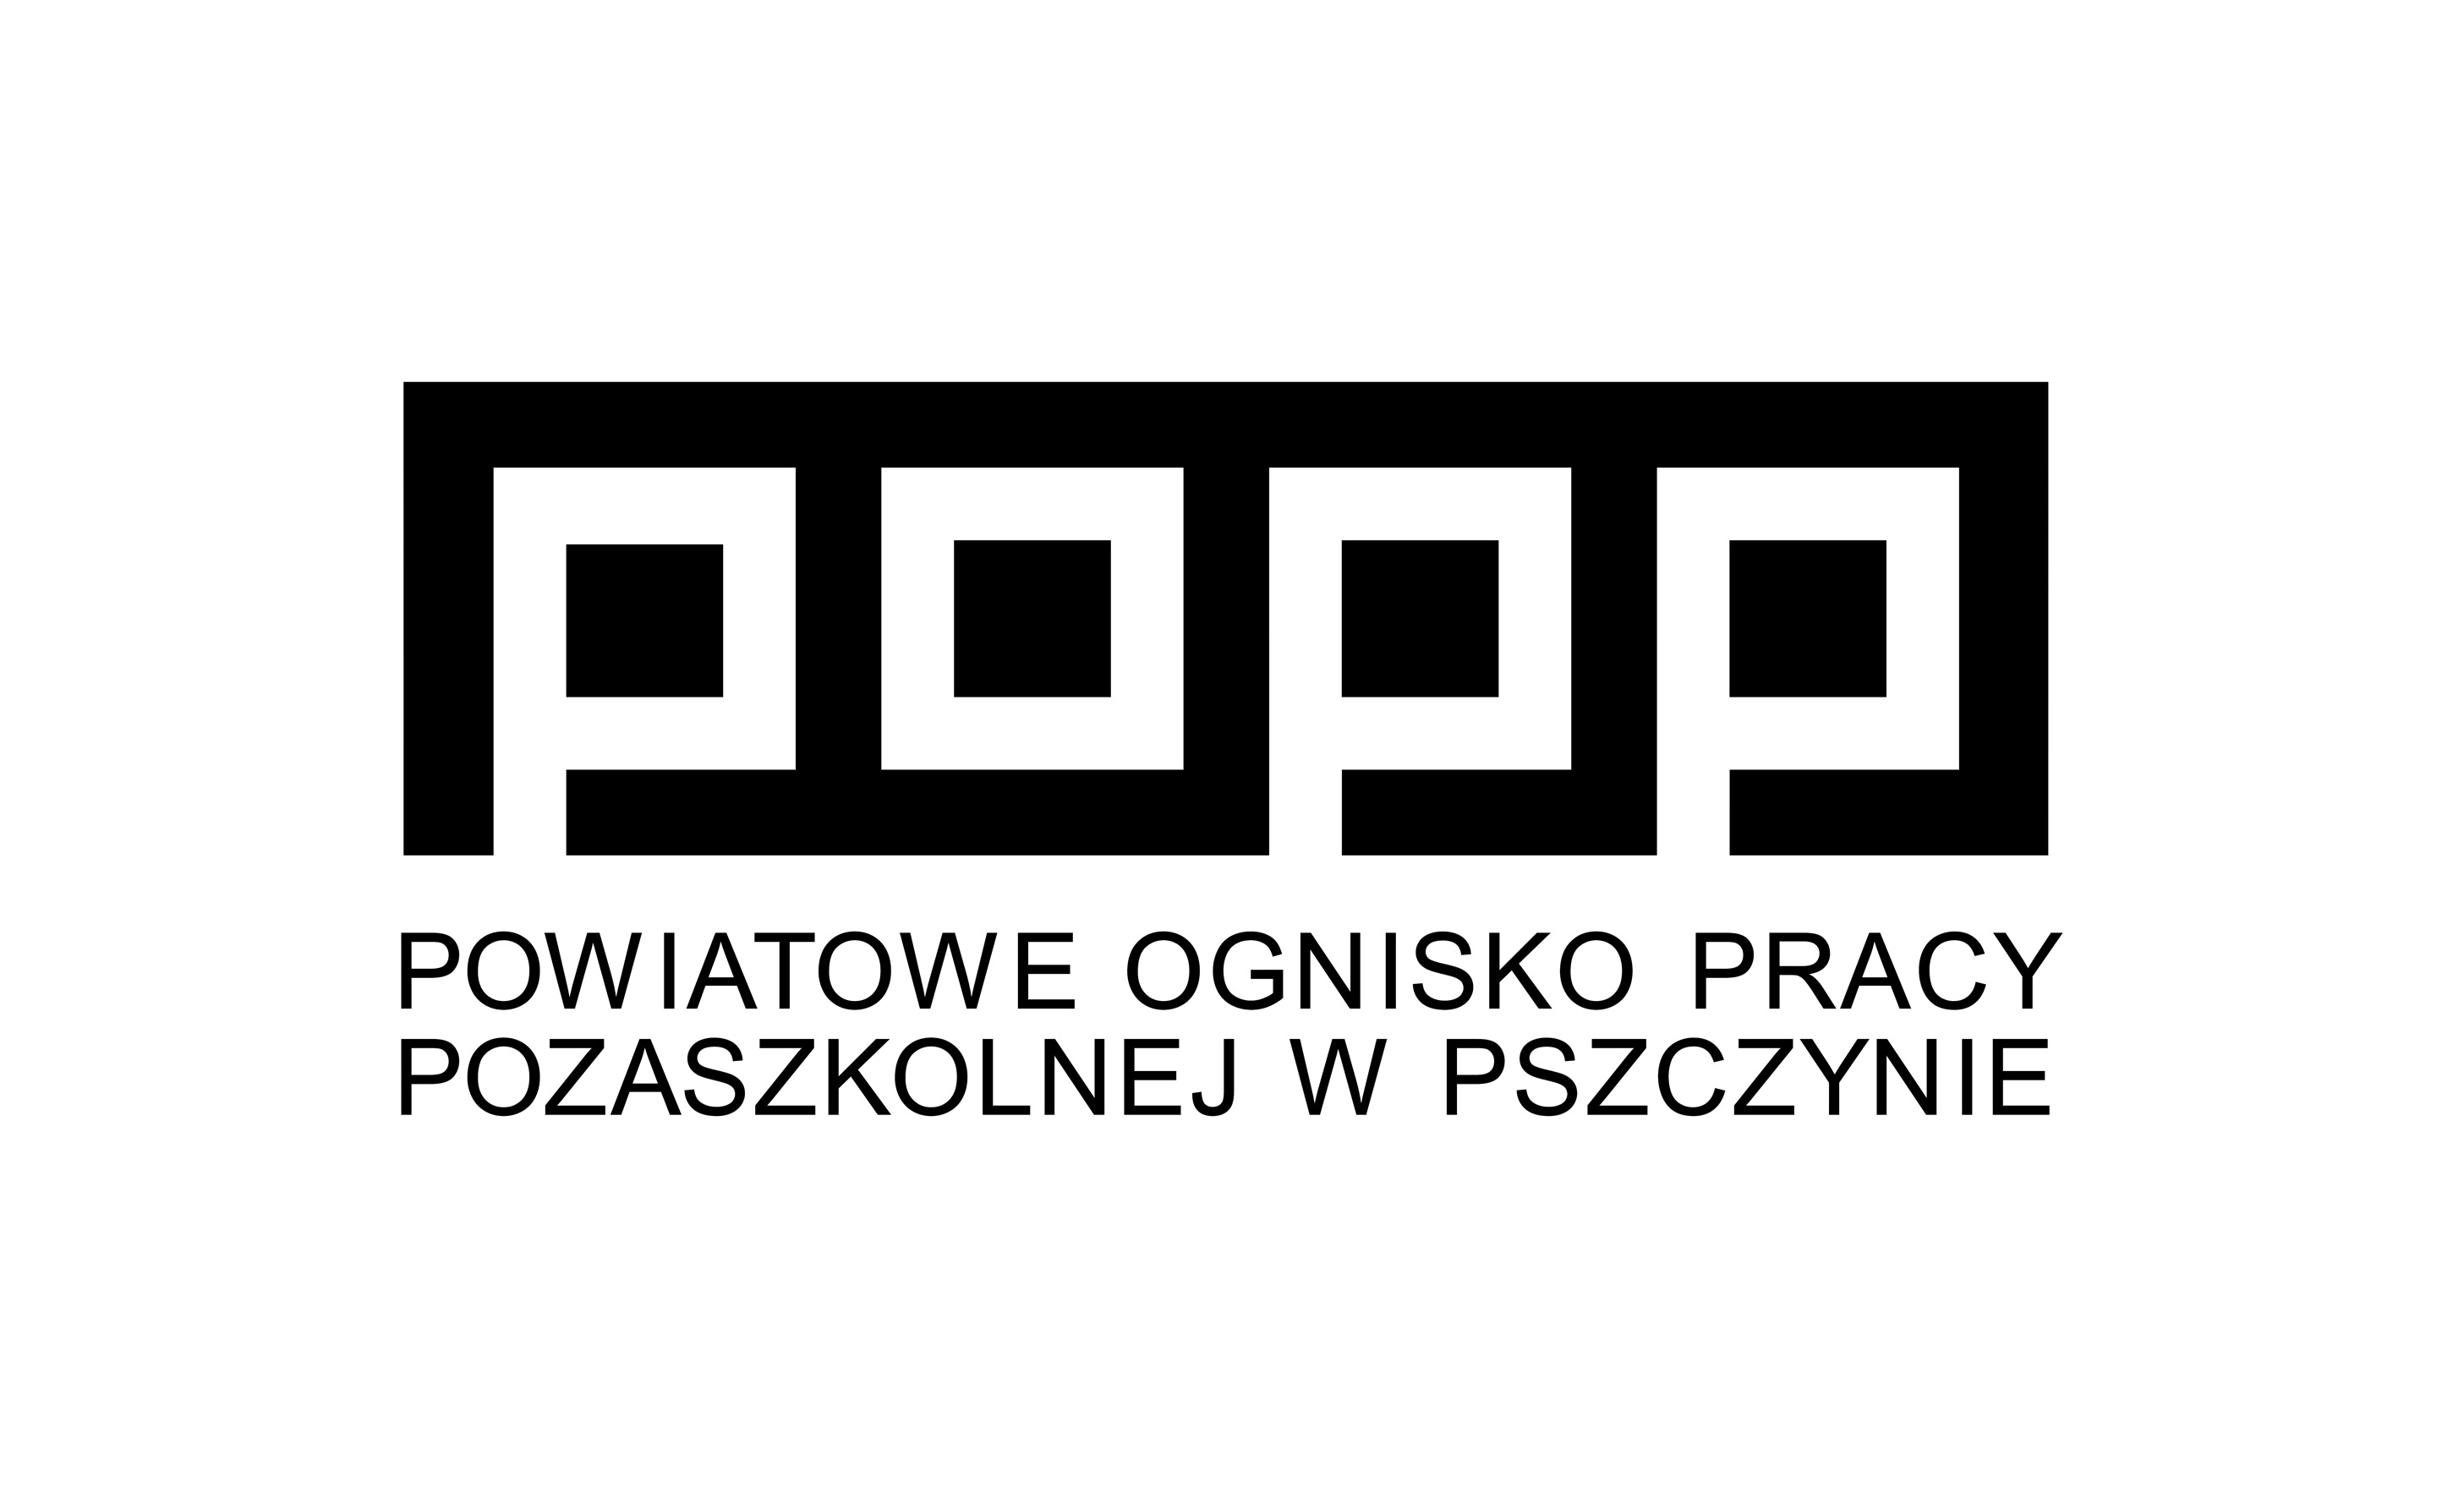 POPP
POWIATOWE OGNISKO PRACY
POZASZKOLNEJ W PSZCZYNIE